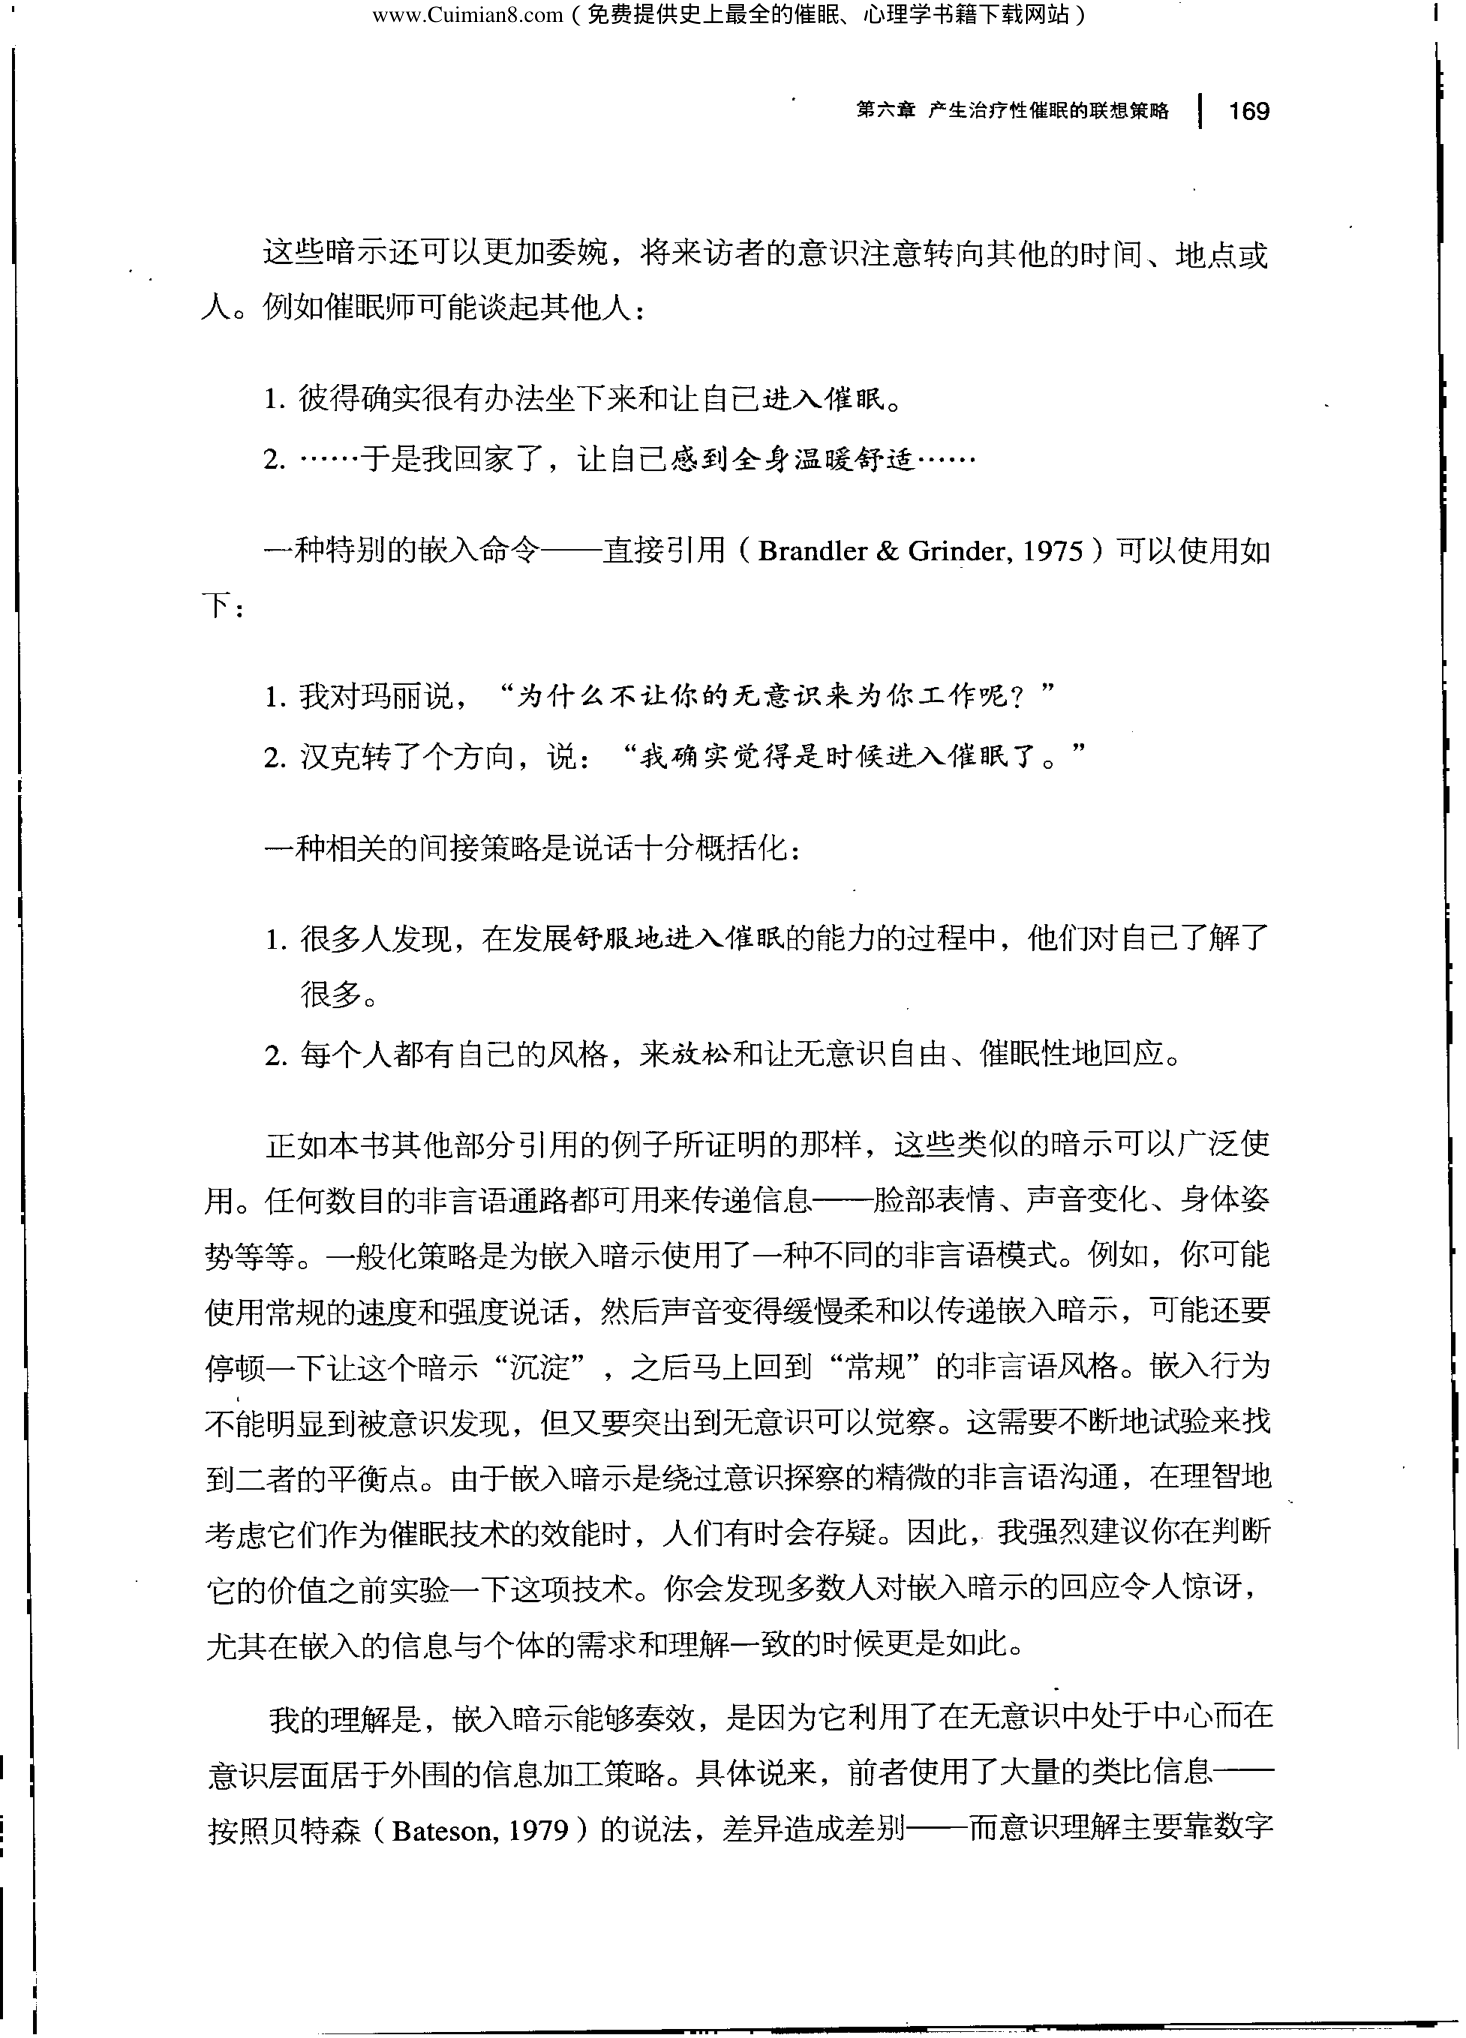 www.Cuimian8.com（免费提供史上最全的催眠、心理学书籍下载网站）
第六章 产生治疗性催眠的联想策略 169
这些暗示还可以更加委婉，将来访者的意识注意转向其他的时间、地点或
人。例如催眠师可能谈起其他人：
1. 彼得确实很有办法坐下来和让自己进入催眠。
2. ……于是我回家了，让自己感到全身温暖舒适……
一种特别的嵌入命令——直接引用（Brandler & Grinder, 1975）可以使用如
下：
1. 我对玛丽说，“为什么不让你的无意识来为你工作呢？”
2. 汉克转了个方向，说：“我确实觉得是时候进入催眠了。”
一种相关的间接策略是说话十分概括化：
1. 很多人发现，在发展舒服地进入催眠的能力的过程中，他们对自己了解了
很多。
2. 每个人都有自己的风格，来放松和让无意识自由、催眠性地回应。
正如本书其他部分引用的例子所证明的那样，这些类似的暗示可以广泛使
用。任何数目的非言语通路都可用来传递信息——脸部表情、声音变化、身体姿
势等等。一般化策略是为嵌入暗示使用了一种不同的非言语模式。例如，你可能
使用常规的速度和强度说话，然后声音变得缓慢柔和以传递嵌入暗示，可能还要
停顿一下让这个暗示“沉淀”，之后马上回到“常规”的非言语风格。嵌入行为
不能明显到被意识发现，但又要突出到无意识可以觉察。这需要不断地试验来找
到二者的平衡点。由于嵌入暗示是绕过意识探察的精微的非言语沟通，在理智地
考虑它们作为催眠技术的效能时，人们有时会存疑。因此，我强烈建议你在判断
它的价值之前实验一下这项技术。你会发现多数人对嵌入暗示的回应令人惊讶，
尤其在嵌入的信息与个体的需求和理解一致的时候更是如此。
我的理解是，嵌入暗示能够奏效，是因为它利用了在无意识中处于中心而在
意识层面居于外围的信息加工策略。具体说来，前者使用了大量的类比信息——
按照贝特森（Bateson, 1979）的说法，差异造成差别——而意识理解主要靠数字